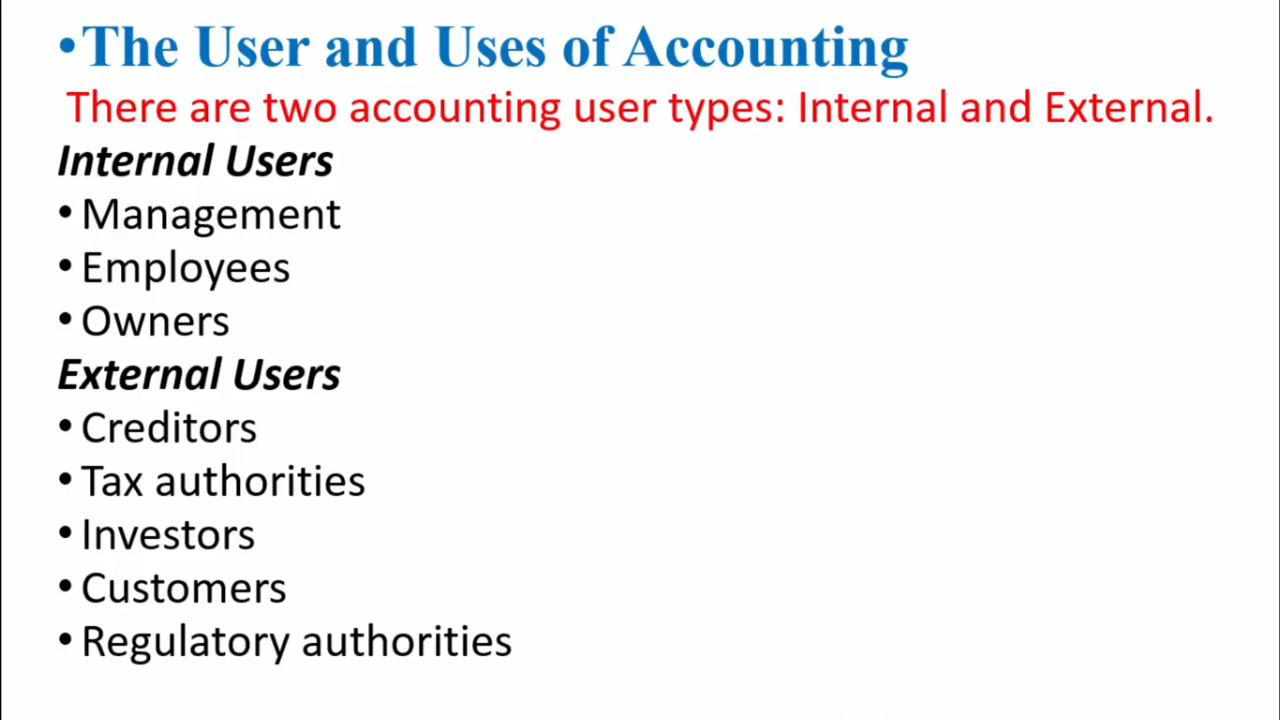 •The User and Uses of Accounting
There are two accounting user types: Internal and External.
Internal Users
• Management
• Employees
• Owners
External Users
• Creditors
• Tax authorities
• Investors
• Customers
• Regulatory authorities